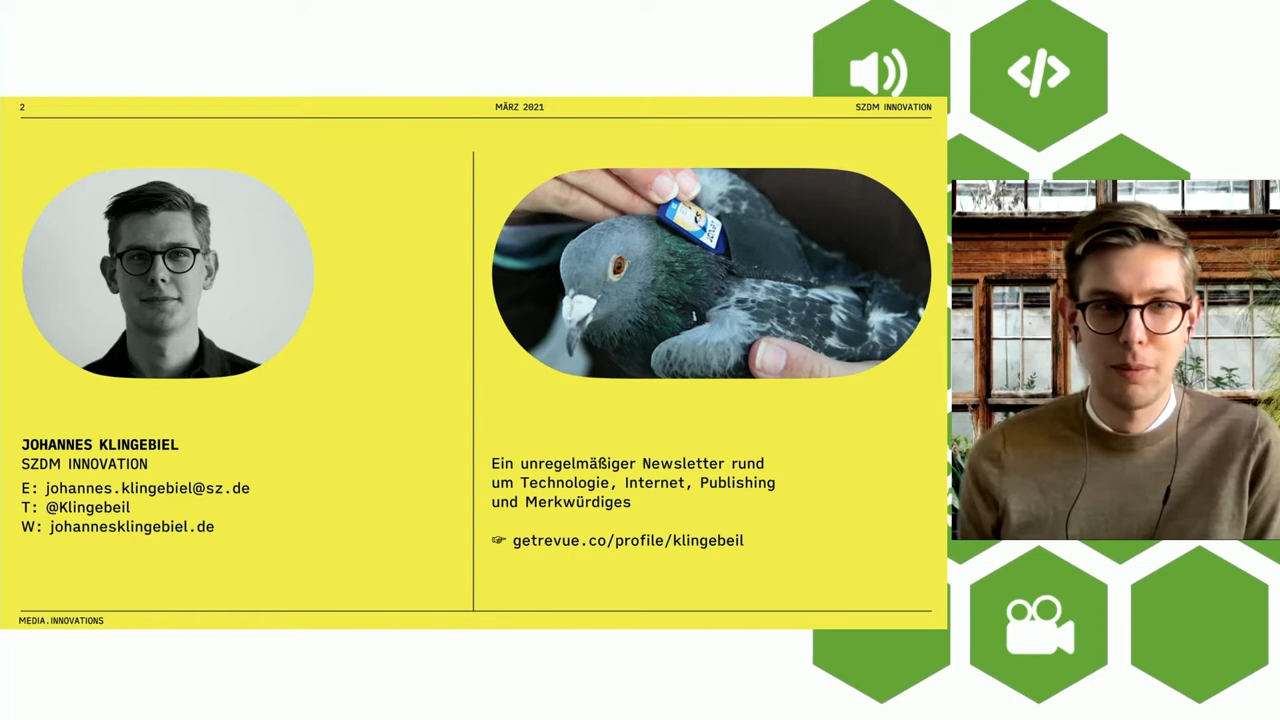 2
MÄRZ 2021
SZDM INNOVATION
JOHANNES KLINGEBIEL
SZDM INNOVATION
E: johannes.klingebiel@sz.de
T: @Klingebeil
W: johannesklingebiel.de
Ein unregelmäßiger Newsletter rund
um Technologie, Internet, Publishing
und Merkwürdiges
☞ getrevue.co/profile/klingebeil
MEDIA.INNOVATIONS